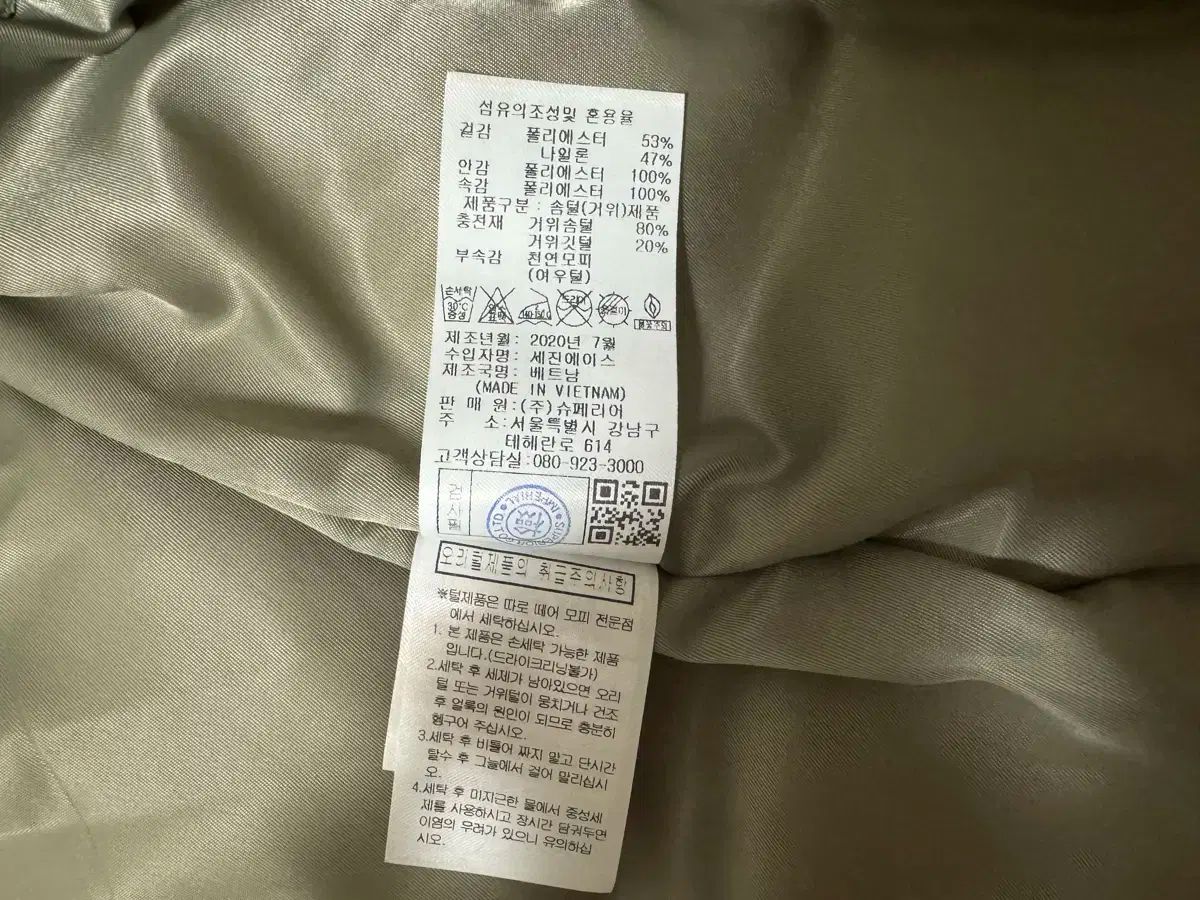 섬유의조성및 혼용율
겉감 폴리에스터 53%
나일론 47%
안감 폴리에스터 100%
속감 폴리에스터 100%
제품구분 : 솜털(거위)제품
충전재 거위솜털 80%
거위깃털 20%
부속감 천연모피
(여우털)
손세탁 30℃ 중성 드라이 옷걸이
제조년월: 2020년 7월
수입자명: 세진에이스
제조국명: 베트남
(MADE IN VIETNAM)
판 매 원:(주)슈페리어
주 소:서울특별시 강남구
테헤란로 614
고객상담실:080-923-3000
검사필
IMPERIAL
오리털제품의 취급주의사항
※털제품은 따로 떼어 모피 전문점
에서 세탁하십시오.
1. 본 제품은 손세탁 가능한 제품
입니다.(드라이크리닝불가)
2.세탁 후 세제가 남아있으면 오리
털 또는 거위털이 뭉치거나 건조
후 얼룩의 원인이 되므로 충분히
헹구어 주십시오.
3.세탁 후 비틀어 짜지 말고 단시간
탈수 후 그늘에서 걸어 말리십시
오.
4.세탁 후 미지근한 물에서 중성세
제를 사용하시고 장시간 담궈두면
이염의 우려가 있으니 유의하십
시오.